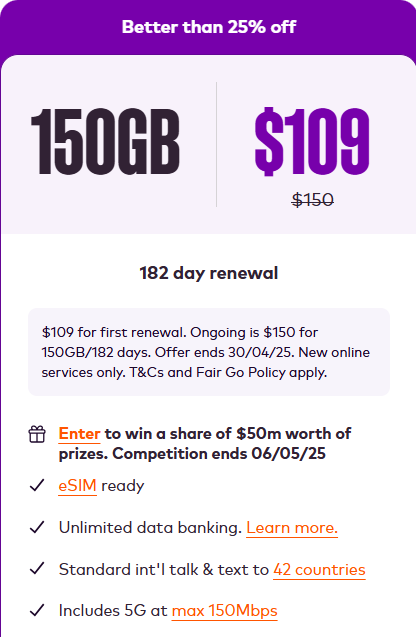 Better than 25% off
150GB
$109
$150
182 day renewal
$109 for first renewal. Ongoing is $150 for
150GB/182 days. Offer ends 30/04/25. New online
services only. T&Cs and Fair Go Policy apply.
Enter to win a share of $50m worth of
prizes. Competition ends 06/05/25
eSIM ready
Unlimited data banking. Learn more.
Standard int'l talk & text to 42 countries
Includes 5G at max 150Mbps